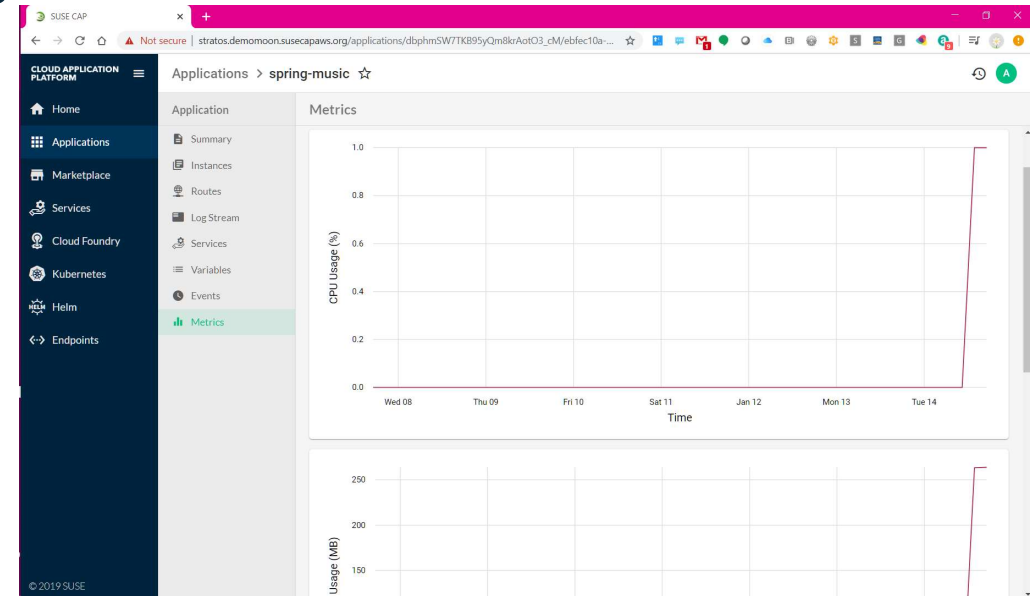 SUSE CAP
Not secure | stratos.demomoon.susecapaws.org/applications/dbphmSW7TKB95yQm8krAotO3_cM/ebfec10a-...
CLOUD APPLICATION
PLATFORM
Applications > spring-music
A
Home
Applications
Marketplace
Services
Cloud Foundry
Kubernetes
HELM Helm
Endpoints
© 2019 SUSE
Application
Summary
Instances
Routes
Log Stream
Services
Variables
Events
Metrics
Metrics
CPU Usage (%)
1.0
0.8
0.6
0.4
0.2
0.0
Wed 08 Thu 09 Fri 10 Sat 11 Jan 12 Mon 13 Tue 14
Time
Usage (MB)
250
200
150